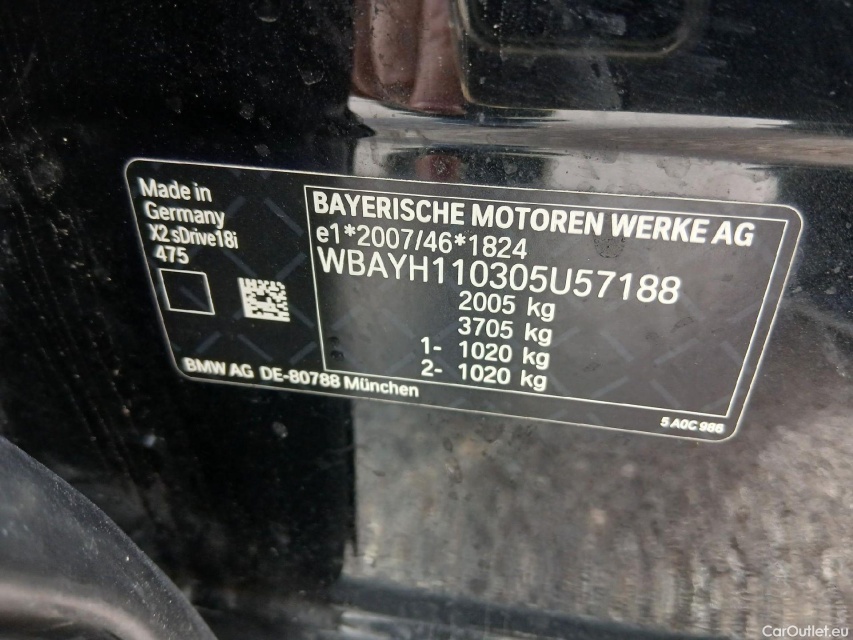 Made in
Germany
X2 sDrive18i
475
BAYERISCHE MOTOREN WERKE AG
e1*2007/46*1824
WBAYH110305U57188
2005 kg
3705 kg
1- 1020 kg
2- 1020 kg
BMW AG DE-80788 München
5 A0C 986
CarOutlet.eu